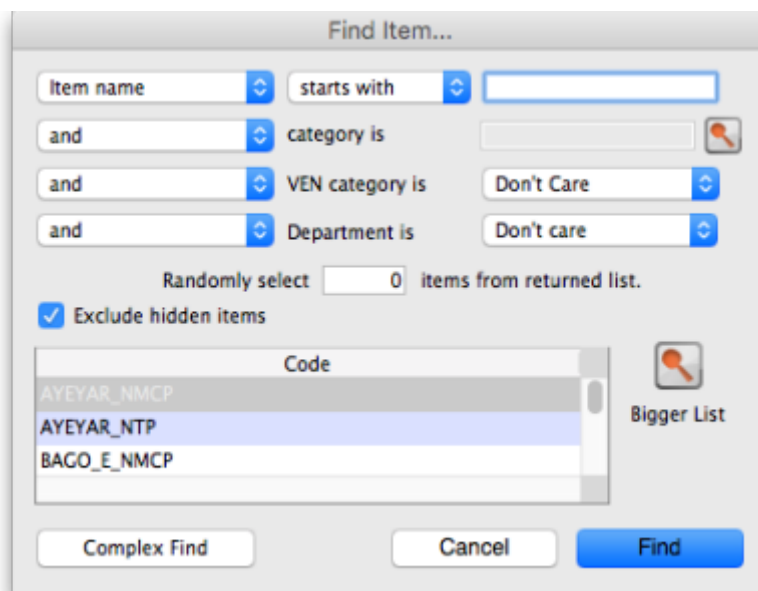 Find Item...
Item name starts with
and category is
and VEN category is Don't Care
and Department is Don't care
Randomly select 0 items from returned list.
Exclude hidden items
Code
AYEYAR_NMCP
AYEYAR_NTP
BAGO_E_NMCP
Bigger List
Complex Find Cancel Find